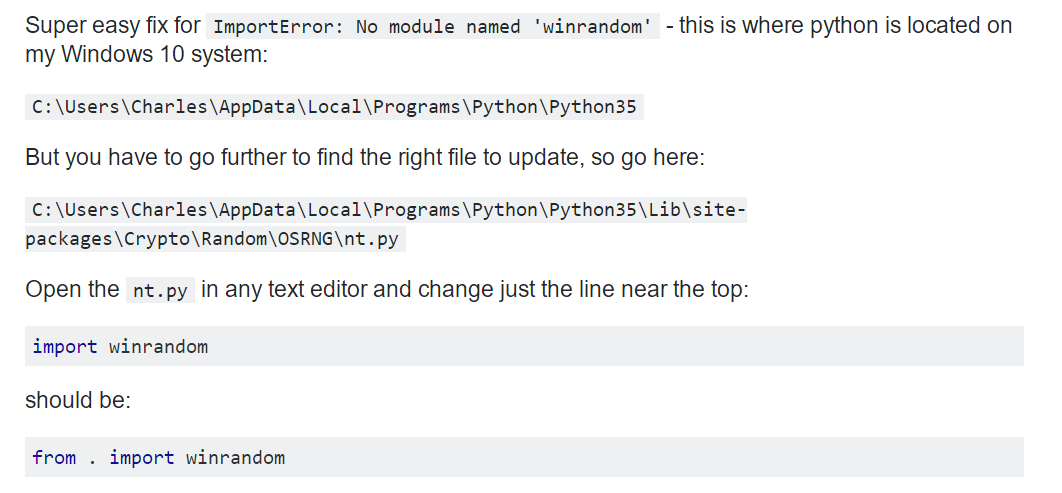 Super easy fix for ImportError: No module named 'winrandom' - this is where python is located on
my Windows 10 system:
C:\Users\Charles\AppData\Local\Programs\Python\Python35
But you have to go further to find the right file to update, so go here:
C:\Users\Charles\AppData\Local\Programs\Python\Python35\Lib\site-
packages\Crypto\Random\OSRNG\nt.py
Open the nt.py in any text editor and change just the line near the top:
import winrandom
should be:
from . import winrandom